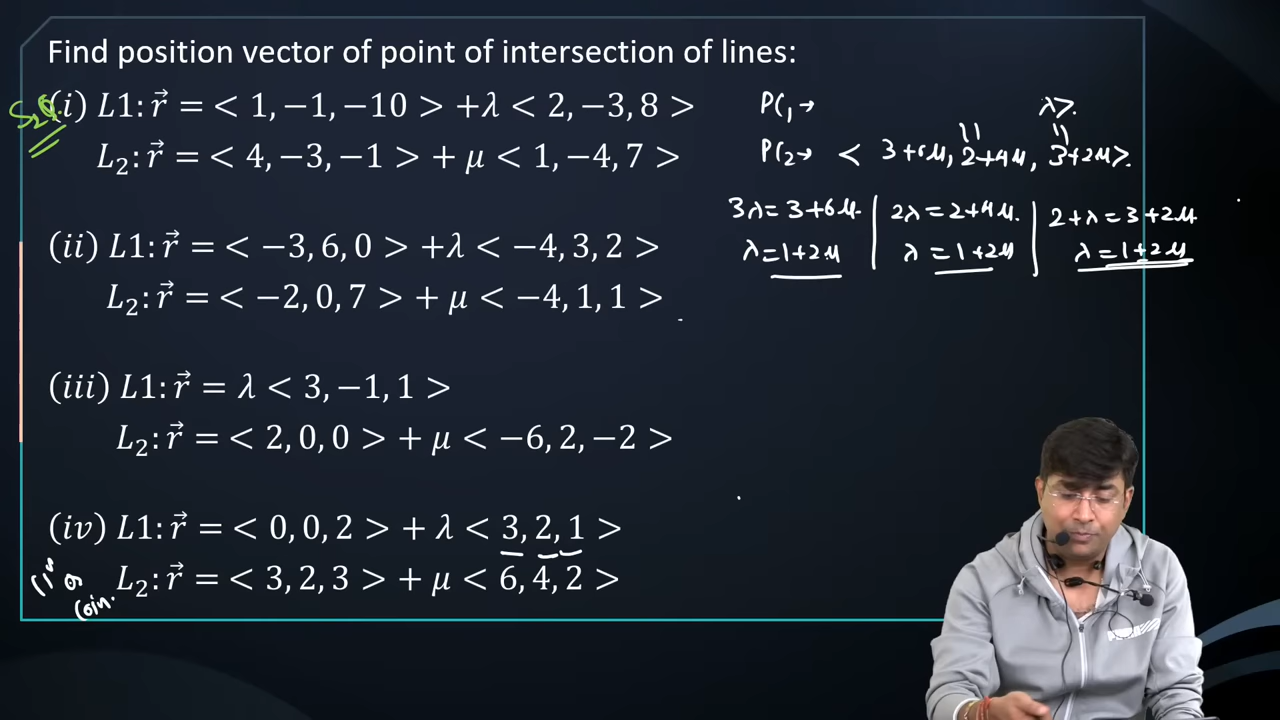 Find position vector of point of intersection of lines:
(i) L1: r⃗ = < 1, −1, −10 > +λ < 2, −3, 8 >
L₂: r⃗ = < 4, −3, −1 > + μ < 1, −4, 7 >
(ii) L1: r⃗ = < −3, 6, 0 > +λ < −4, 3, 2 >
L₂: r⃗ = < −2, 0, 7 > + μ < −4, 1, 1 >
(iii) L1: r⃗ = λ < 3, −1, 1 >
L₂: r⃗ = < 2, 0, 0 > + μ < −6, 2, −2 >
(iv) L1: r⃗ = < 0, 0, 2 > + λ < 3, 2, 1 >
L₂: r⃗ = < 3, 2, 3 > + μ < 6, 4, 2 >
or
Coin.
λ>.
< 3+6μ, 2+4μ, 3+2μ>.
3λ = 3+6μ. | 2λ = 2+4μ. | 2+λ = 3+2μ
λ = 1+2μ | λ = 1+2μ | λ = 1+2μ